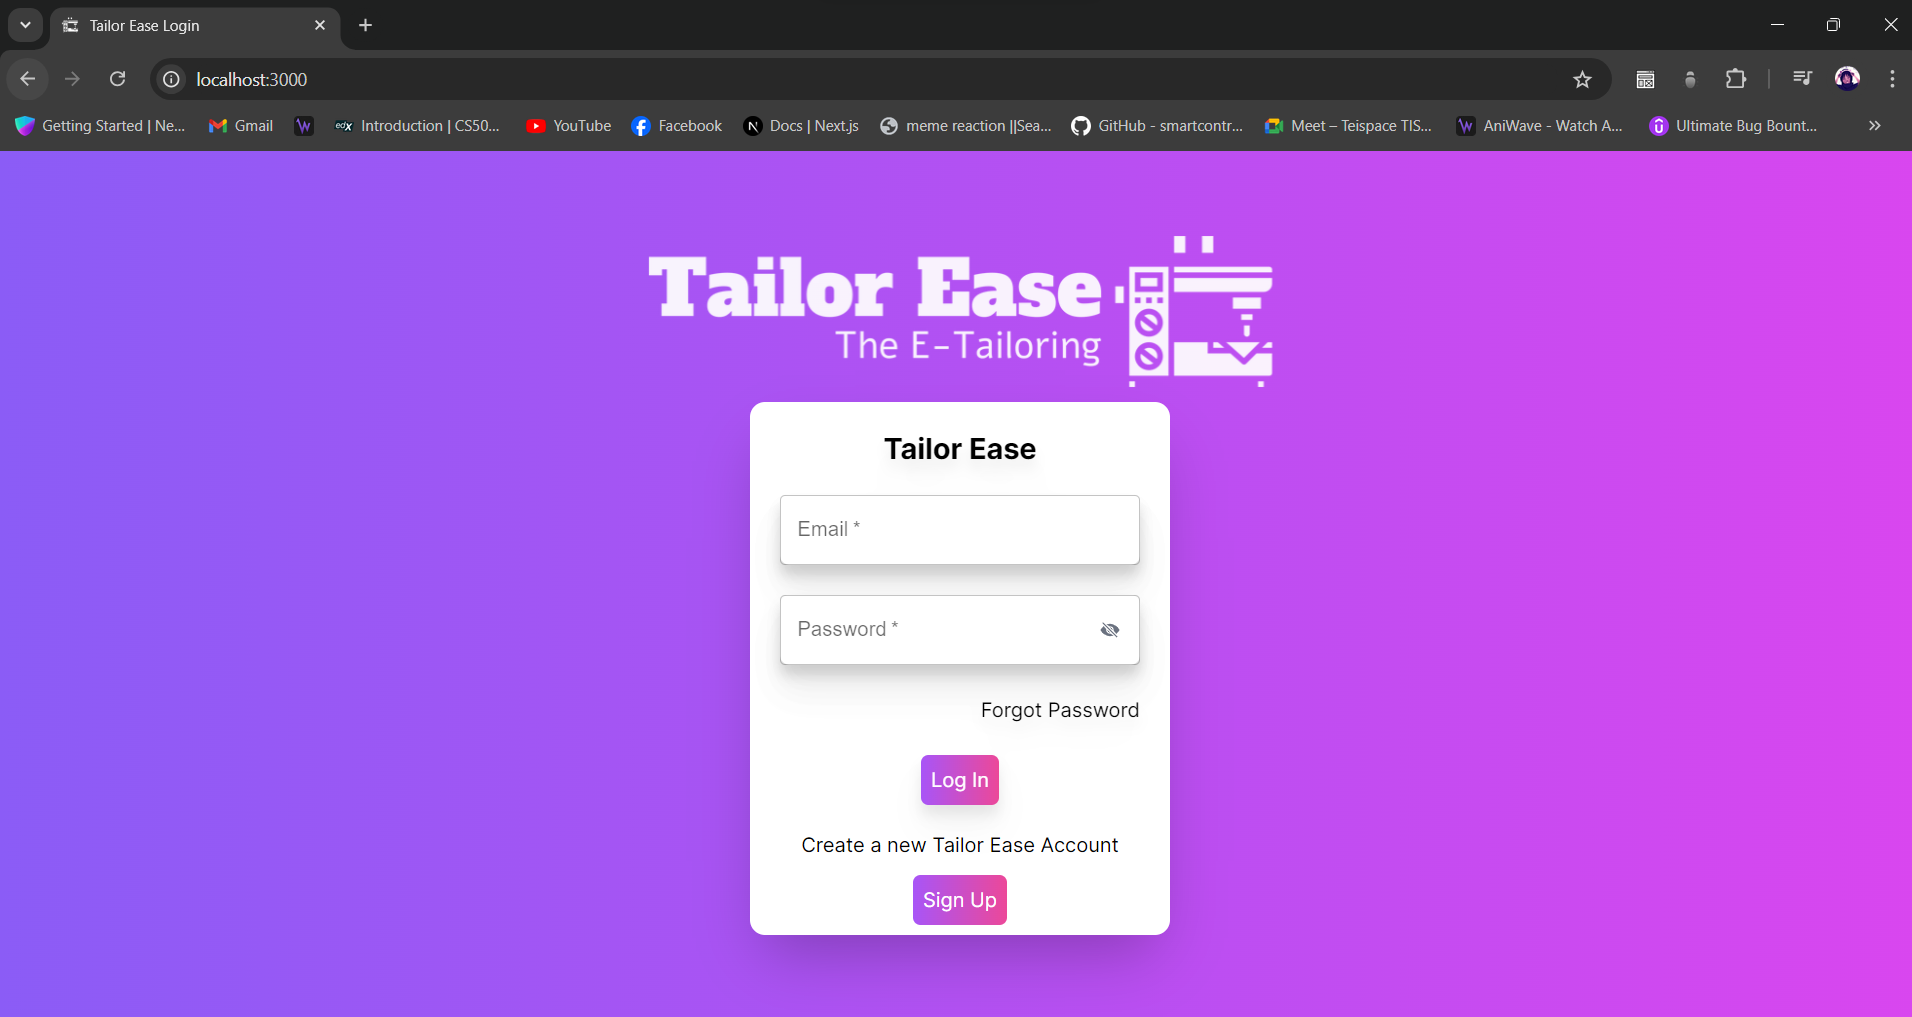 Tailor Ease Login
localhost:3000
Getting Started | Ne... Gmail edx Introduction | CS50... YouTube Facebook Docs | Next.js meme reaction ||Sea... GitHub - smartcontr... Meet – Teispace TIS... AniWave - Watch A... Ultimate Bug Bount...
Tailor Ease
The E-Tailoring
Tailor Ease
Email *
Password *
Forgot Password
Log In
Create a new Tailor Ease Account
Sign Up